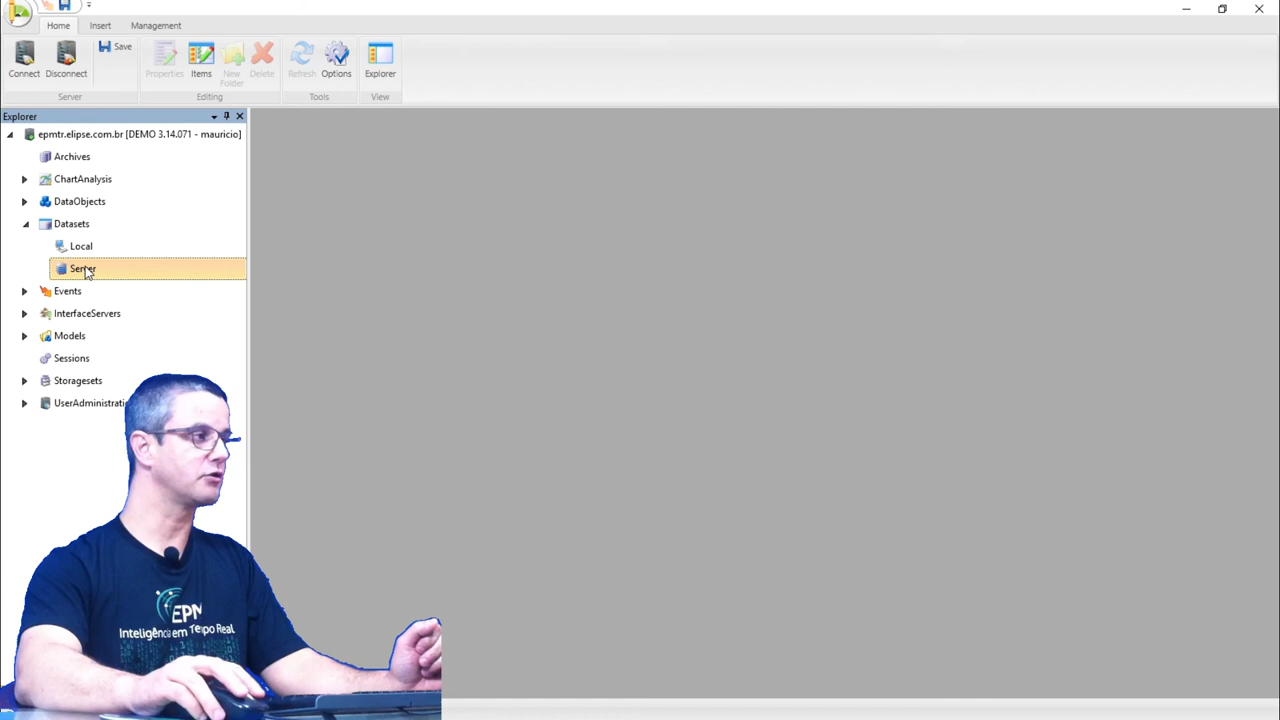 Home Insert Management
Connect Disconnect Save Properties Items New Folder Delete Refresh Options Explorer
Server Editing Tools View
Explorer
epmtr.elipse.com.br [DEMO 3.14.071 - mauricio]
Archives
ChartAnalysis
DataObjects
Datasets
Local
Server
Events
InterfaceServers
Models
Sessions
Storagesets
UserAdministrati
EPM
Inteligência em Tempo Real